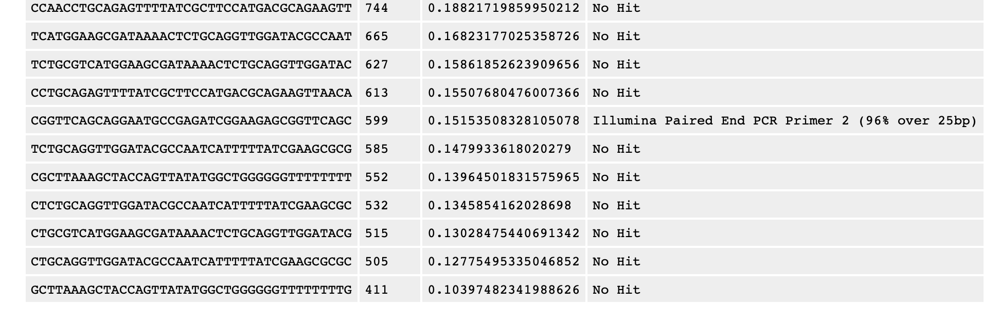 CCAACCTGCAGAGTTTTATCGCTTCCATGACGCAGAAGTT 744 0.18821719859950212 No Hit
TCATGGAAGCGATAAAACTCTGCAGGTTGGATACGCCAAT 665 0.16823177025358726 No Hit
TCTGCGTCATGGAAGCGATAAAACTCTGCAGGTTGGATAC 627 0.15861852623909656 No Hit
CCTGCAGAGTTTTATCGCTTCCATGACGCAGAAGTTAACA 613 0.15507680476007366 No Hit
CGGTTCAGCAGGAATGCCGAGATCGGAAGAGCGGTTCAGC 599 0.15153508328105078 Illumina Paired End PCR Primer 2 (96% over 25bp)
TCTGCAGGTTGGATACGCCAATCATTTTTATCGAAGCGCG 585 0.1479933618020279 No Hit
CGCTTAAAGCTACCAGTTATATGGCTGGGGGGTTTTTTTT 552 0.13964501831575965 No Hit
CTCTGCAGGTTGGATACGCCAATCATTTTTATCGAAGCGC 532 0.1345854162028698 No Hit
CTGCGTCATGGAAGCGATAAAACTCTGCAGGTTGGATACG 515 0.13028475440691342 No Hit
CTGCAGGTTGGATACGCCAATCATTTTTATCGAAGCGCGC 505 0.12775495335046852 No Hit
GCTTAAAGCTACCAGTTATATGGCTGGGGGGTTTTTTTTG 411 0.10397482341988626 No Hit